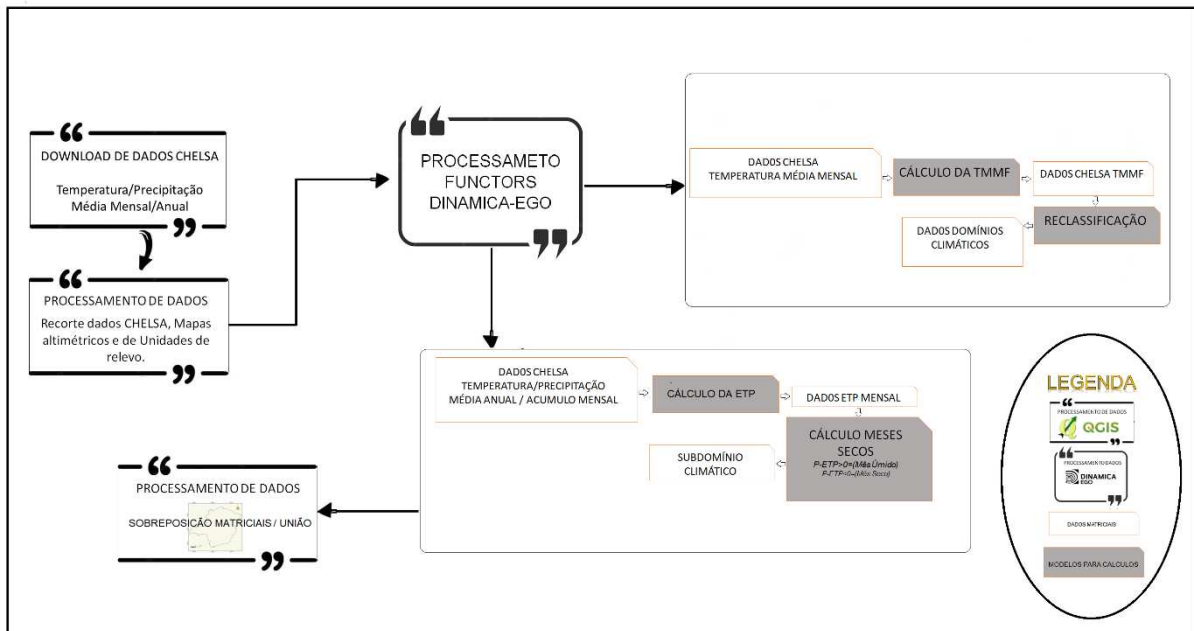 DOWNLOAD DE DADOS CHELSA
Temperatura/Precipitação
Média Mensal/Anual
PROCESSAMENTO DE DADOS
Recorte dados CHELSA, Mapas
altimétricos e de Unidades de
relevo.
PROCESSAMETO
FUNCTORS
DINAMICA-EGO
DADOS CHELSA
TEMPERATURA MÉDIA MENSAL
CÁLCULO DA TMMF
DADOS CHELSA TMMF
RECLASSIFICAÇÃO
DADOS DOMÍNIOS
CLIMÁTICOS
DADOS CHELSA
TEMPERATURA/PRECIPITAÇÃO
MÉDIA ANUAL / ACUMULO MENSAL
CÁLCULO DA ETP
DADOS ETP MENSAL
CÁLCULO MESES
SECOS
P-ETP>0=(Mês Úmido)
P-ETP<0=(Mês Seco)
SUBDOMÍNIO
CLIMÁTICO
PROCESSAMENTO DE DADOS
SOBREPOSIÇÃO MATRICIAIS / UNIÃO
LEGENDA
PROCESSAMENTO DE DADOS
QGIS
PROCESSAMENTO DADOS
DINAMICA
EGO
DADOS MATRICIAIS
MODELOS PARA CALCULOS